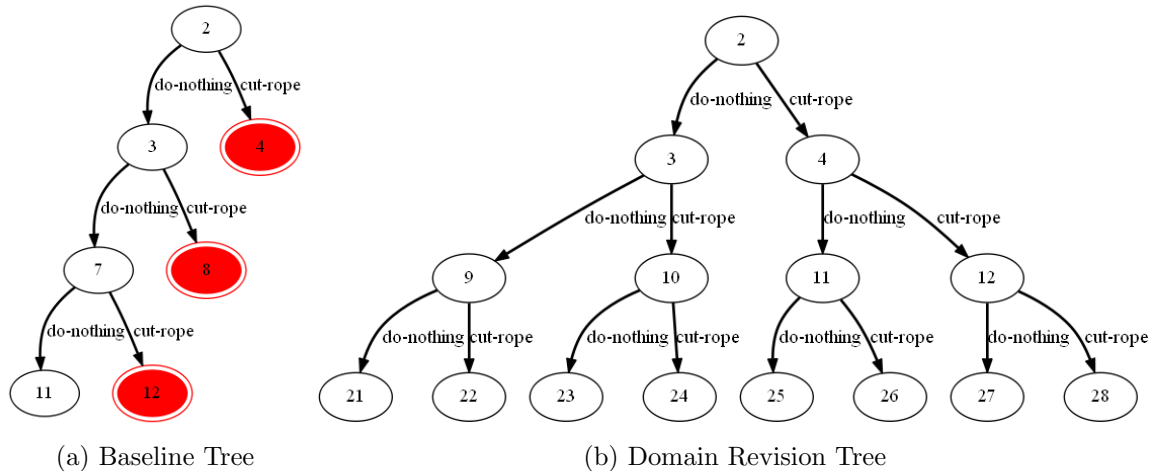 2
do-nothing cut-rope
3 4
do-nothing cut-rope
7 8
do-nothing cut-rope
11 12
(a) Baseline Tree
2
do-nothing cut-rope
3 4
do-nothing cut-rope do-nothing cut-rope
9 10 11 12
do-nothing cut-rope do-nothing cut-rope do-nothing cut-rope do-nothing cut-rope
21 22 23 24 25 26 27 28
(b) Domain Revision Tree